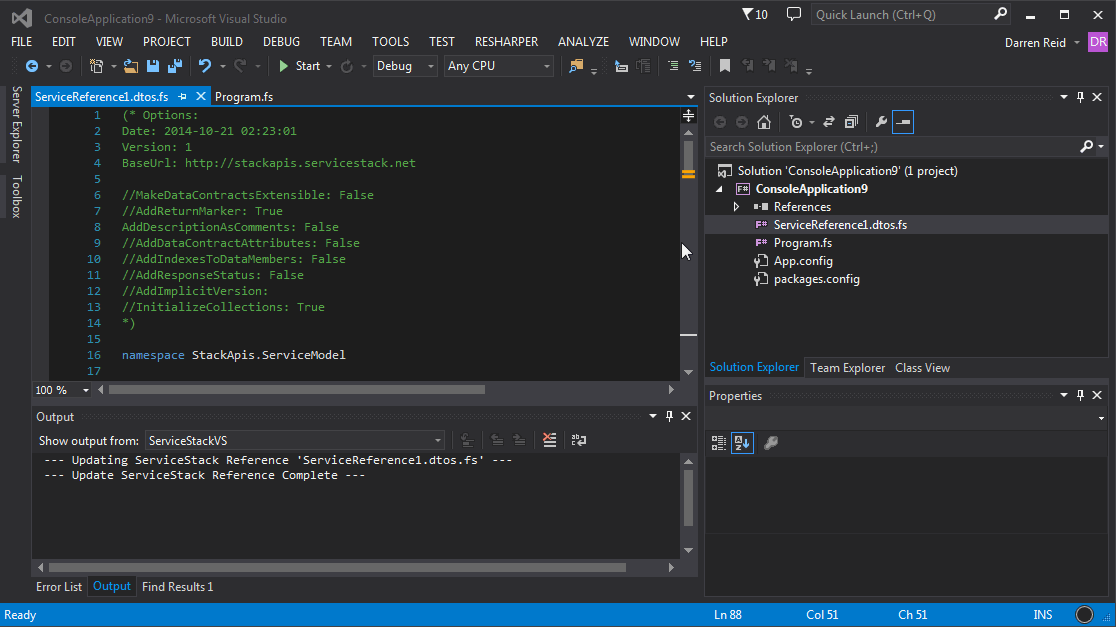 ConsoleApplication9 - Microsoft Visual Studio
10
Quick Launch (Ctrl+Q)
FILE EDIT VIEW PROJECT BUILD DEBUG TEAM TOOLS TEST RESHARPER ANALYZE WINDOW HELP
Darren Reid DR
Start Debug Any CPU
Server Explorer
Toolbox
ServiceReference1.dtos.fs Program.fs
1 (* Options:
2 Date: 2014-10-21 02:23:01
3 Version: 1
4 BaseUrl: http://stackapis.servicestack.net
5
6 //MakeDataContractsExtensible: False
7 //AddReturnMarker: True
8 AddDescriptionAsComments: False
9 //AddDataContractAttributes: False
10 //AddIndexesToDataMembers: False
11 //AddResponseStatus: False
12 //AddImplicitVersion:
13 //InitializeCollections: True
14 *)
15
16 namespace StackApis.ServiceModel
17
100 %
Output
Show output from: ServiceStackVS
--- Updating ServiceStack Reference 'ServiceReference1.dtos.fs' ---
--- Update ServiceStack Reference Complete ---
Error List Output Find Results 1
Solution Explorer
Search Solution Explorer (Ctrl+;)
Solution 'ConsoleApplication9' (1 project)
F# ConsoleApplication9
References
F# ServiceReference1.dtos.fs
F# Program.fs
App.config
packages.config
Solution Explorer Team Explorer Class View
Properties
Ready Ln 88 Col 51 Ch 51 INS